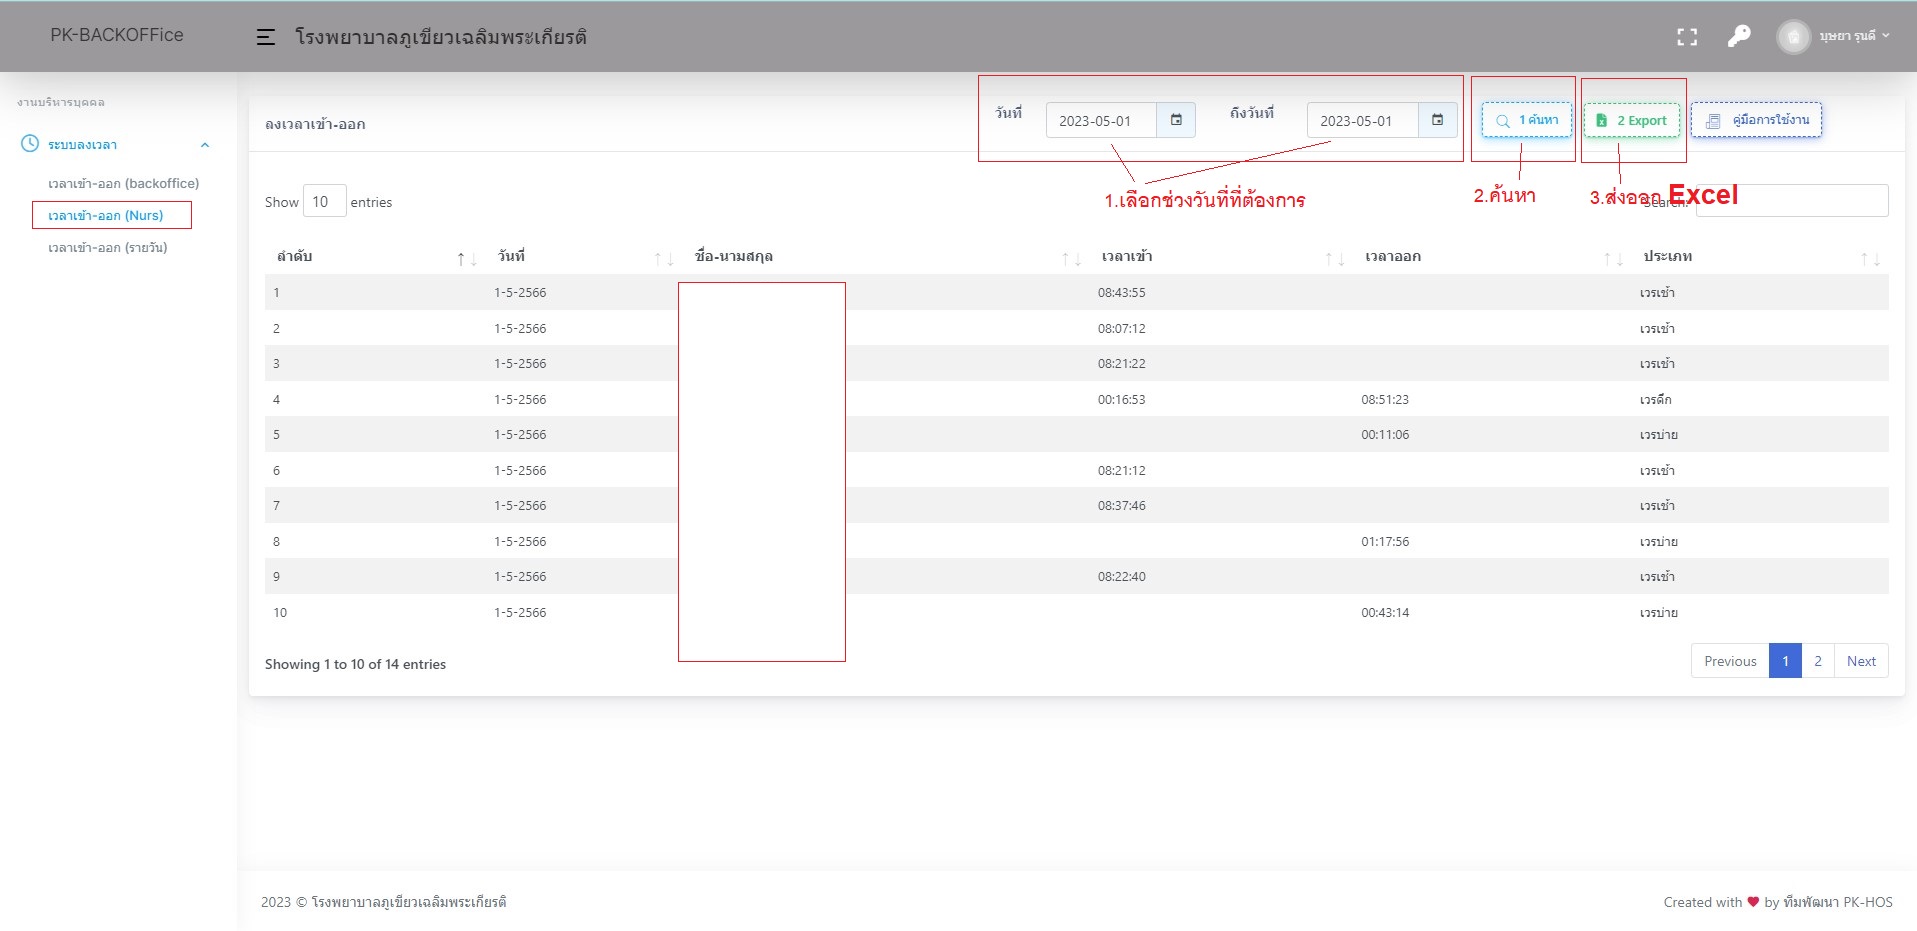 PK-BACKOFFice
โรงพยาบาลภูเขียวเฉลิมพระเกียรติ
บุษยา รุนดี
งานบริหารบุคคล
ระบบลงเวลา
เวลาเข้า-ออก (backoffice)
เวลาเข้า-ออก (Nurs)
เวลาเข้า-ออก (รายวัน)
ลงเวลาเข้า-ออก
วันที่ 2023-05-01 ถึงวันที่ 2023-05-01 1 ค้นหา 2 Export คู่มือการใช้งาน
1.เลือกช่วงวันที่ที่ต้องการ 2.ค้นหา 3.ส่งออก Excel
Show 10 entries Search:
ลำดับ วันที่ ชื่อ-นามสกุล เวลาเข้า เวลาออก ประเภท
1 1-5-2566 08:43:55 เวรเช้า
2 1-5-2566 08:07:12 เวรเช้า
3 1-5-2566 08:21:22 เวรเช้า
4 1-5-2566 00:16:53 08:51:23 เวรดึก
5 1-5-2566 00:11:06 เวรบ่าย
6 1-5-2566 08:21:12 เวรเช้า
7 1-5-2566 08:37:46 เวรเช้า
8 1-5-2566 01:17:56 เวรบ่าย
9 1-5-2566 08:22:40 เวรเช้า
10 1-5-2566 00:43:14 เวรบ่าย
Showing 1 to 10 of 14 entries
Previous 1 2 Next
2023 © โรงพยาบาลภูเขียวเฉลิมพระเกียรติ
Created with ♥ by ทีมพัฒนา PK-HOS